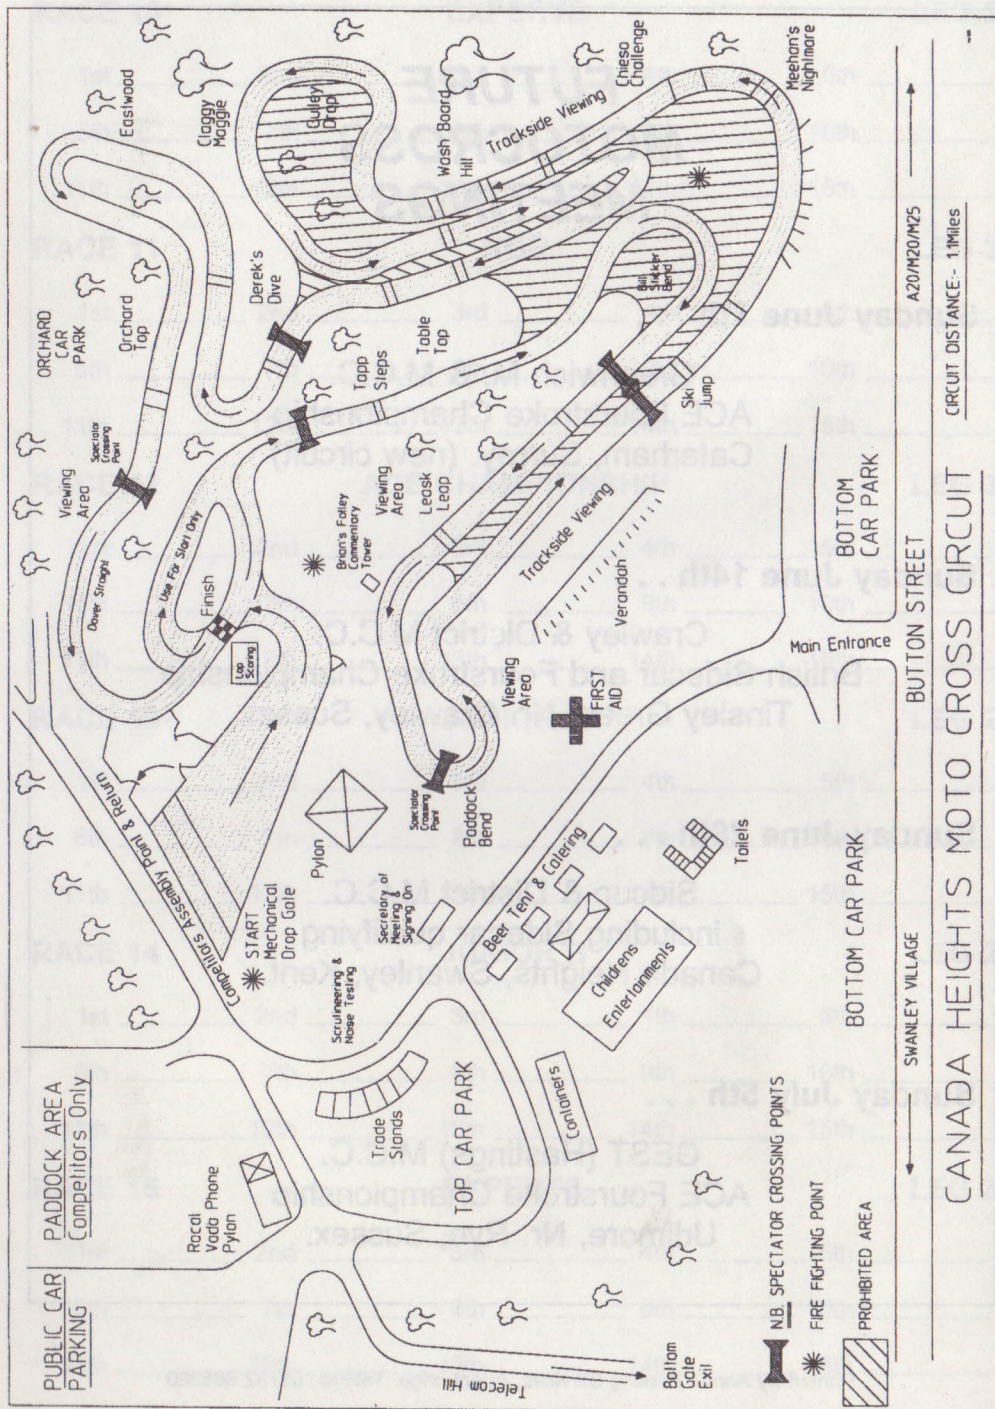 PUBLIC CAR
PARKING
PADDOCK AREA
Competitors Only
ORCHARD
CAR
PARK
Eastwood
Claggy
Maggie
Orchard
Top
Viewing
Area
Spectator
Crossing
Point
Dover Straight
Use For Start Only
Finish
Lap
Scoring
Derek's
Dive
Gulley
Drop
Wash Board
Hill
Trackside Viewing
Chieso
Challenge
Meehan's
Nightmare
Tapp
Steps
Table
Top
Bill
Sticker
Bend
Ski
Jump
Brian's Folley
Commentary
Tower
Viewing
Area
Leask
Leap
Trackside Viewing
Verandah
Viewing
Area
FIRST
AID
Spectator
Crossing
Point
Paddock
Bend
Pylon
Competitors Assembly Point & Return
START
Mechanical
Drop Gate
Secretary of
Meeting &
Signing On
Scrutineering &
Noise Testing
Beer Tent & Catering
Toilets
Childrens
Entertainments
Trade
Stands
Containers
TOP CAR PARK
Racal
Vada Phone
Pylon
Telecom Hill
Bottom
Gate
Exit
BOTTOM CAR PARK
BOTTOM
CAR PARK
Main Entrance
N.B. SPECTATOR CROSSING POINTS
FIRE FIGHTING POINT
PROHIBITED AREA
SWANLEY VILLAGE
BUTTON STREET
A20/M20/M25
CANADA HEIGHTS MOTO CROSS CIRCUIT
CIRCUIT DISTANCE:- 1.1Miles